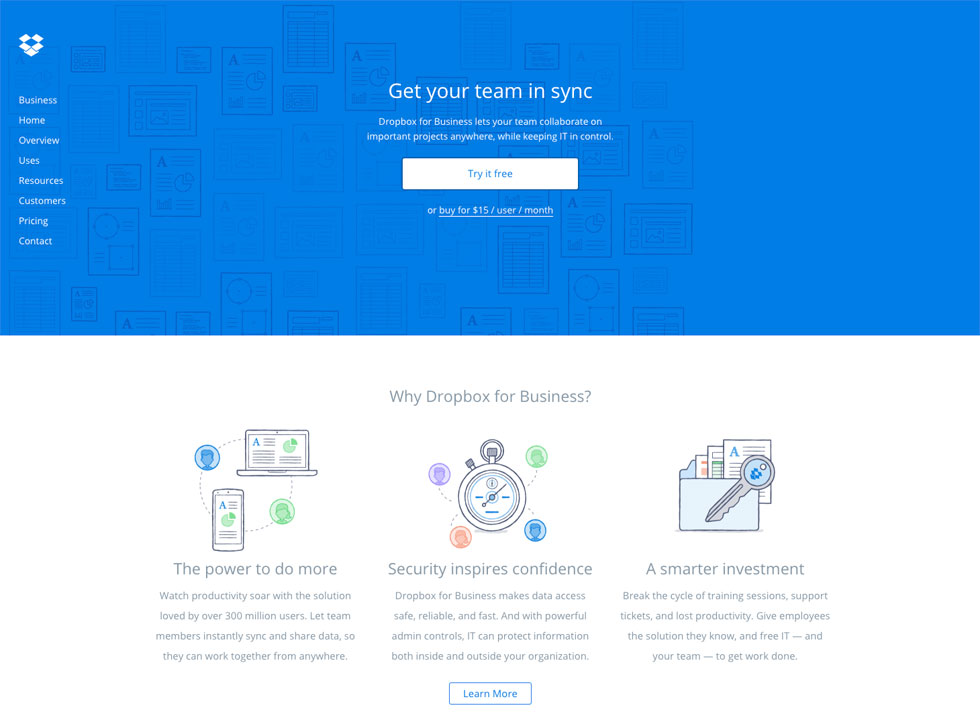 Business
Home
Overview
Uses
Resources
Customers
Pricing
Contact
Get your team in sync
Dropbox for Business lets your team collaborate on
important projects anywhere, while keeping IT in control.
Try it free
or buy for $15 / user / month
Why Dropbox for Business?
A
A
A
The power to do more
Watch productivity soar with the solution
loved by over 300 million users. Let team
members instantly sync and share data, so
they can work together from anywhere.
Security inspires confidence
Dropbox for Business makes data access
safe, reliable, and fast. And with powerful
admin controls, IT can protect information
both inside and outside your organization.
A smarter investment
Break the cycle of training sessions, support
tickets, and lost productivity. Give employees
the solution they know, and free IT — and
your team — to get work done.
Learn More